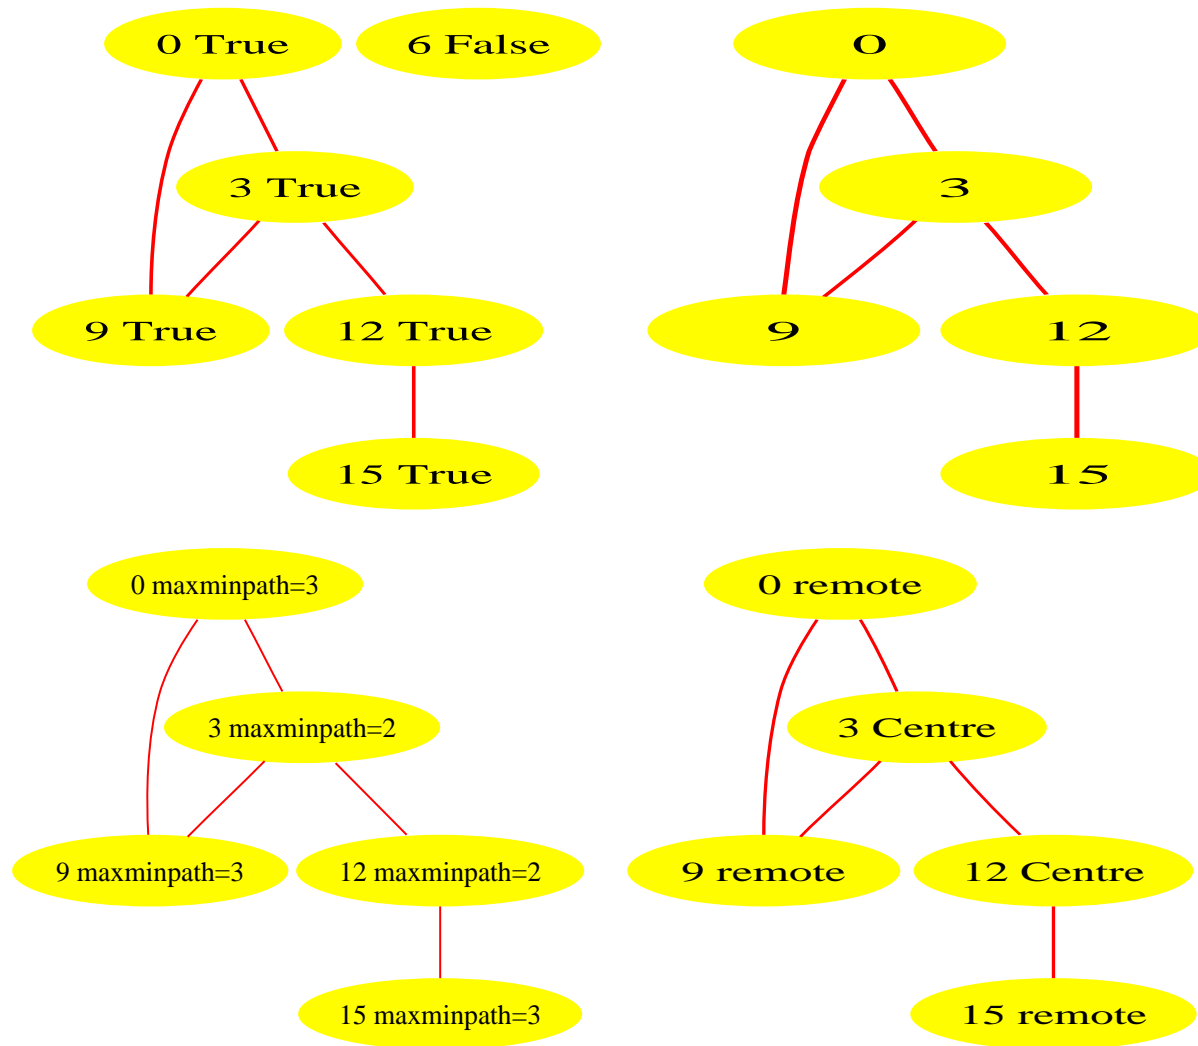 0 True
6 False
3 True
9 True
12 True
15 True
0
3
9
12
15
0 maxminpath=3
3 maxminpath=2
9 maxminpath=3
12 maxminpath=2
15 maxminpath=3
0 remote
3 Centre
9 remote
12 Centre
15 remote